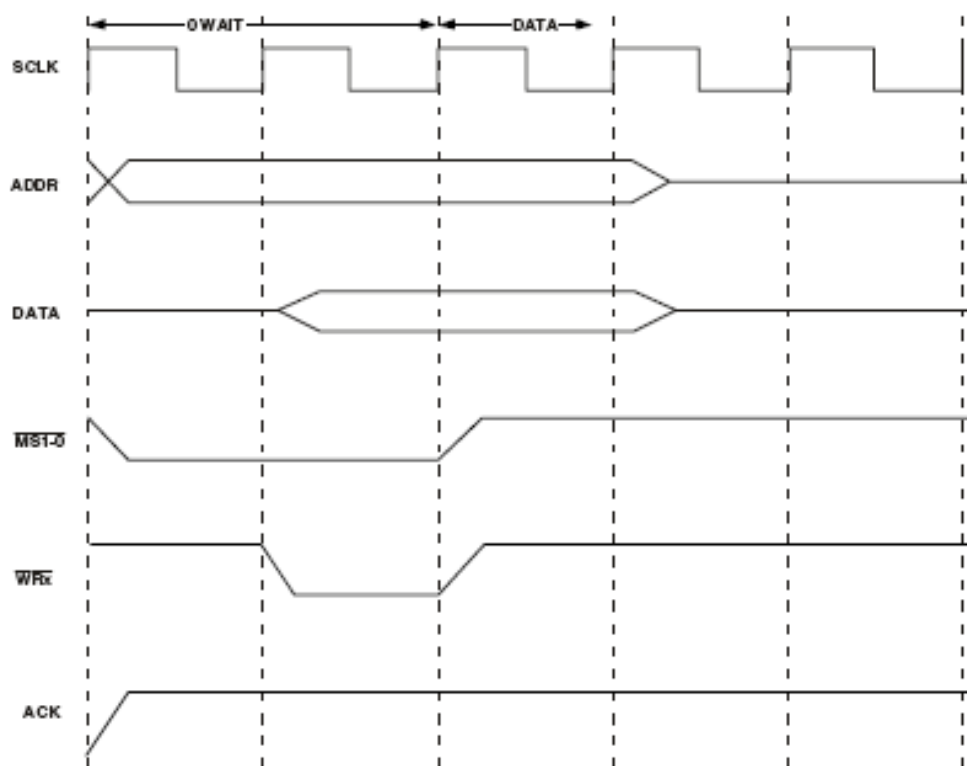 0WAIT DATA
SCLK
ADDR
DATA
MS1-0
WRx
ACK